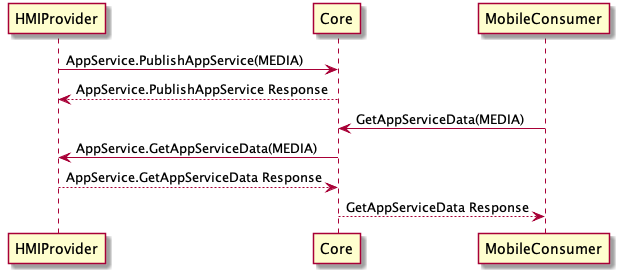 HMIProvider
Core
MobileConsumer
AppService.PublishAppService(MEDIA)
AppService.PublishAppService Response
GetAppServiceData(MEDIA)
AppService.GetAppServiceData(MEDIA)
AppService.GetAppServiceData Response
GetAppServiceData Response
HMIProvider
Core
MobileConsumer